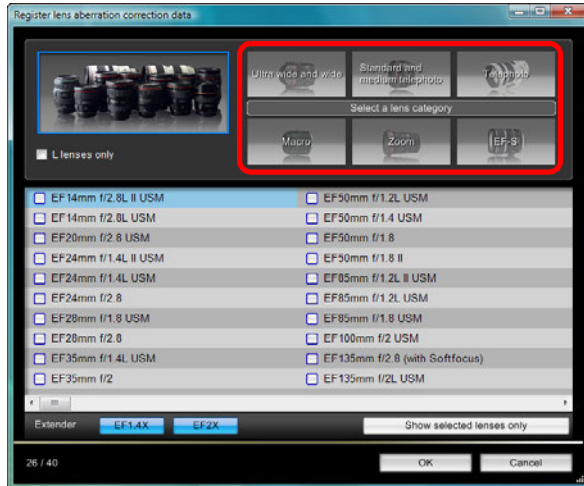 Register lens aberration correction data
Ultra wide and wide
Standard and
medium telephoto
Telephoto
Select a lens category
Macro
Zoom
EF-S
L lenses only
EF14mm f/2.8L II USM
EF50mm f/1.2L USM
EF14mm f/2.8L USM
EF50mm f/1.4 USM
EF20mm f/2.8 USM
EF50mm f/1.8
EF24mm f/1.4L II USM
EF50mm f/1.8 II
EF24mm f/1.4L USM
EF85mm f/1.2L II USM
EF24mm f/2.8
EF85mm f/1.2L USM
EF28mm f/1.8 USM
EF85mm f/1.8 USM
EF28mm f/2.8
EF100mm f/2 USM
EF35mm f/1.4L USM
EF135mm f/2.8 (with Softfocus)
EF35mm f/2
EF135mm f/2L USM
Extender
EF1.4X
EF2X
Show selected lenses only
26 / 40
OK
Cancel